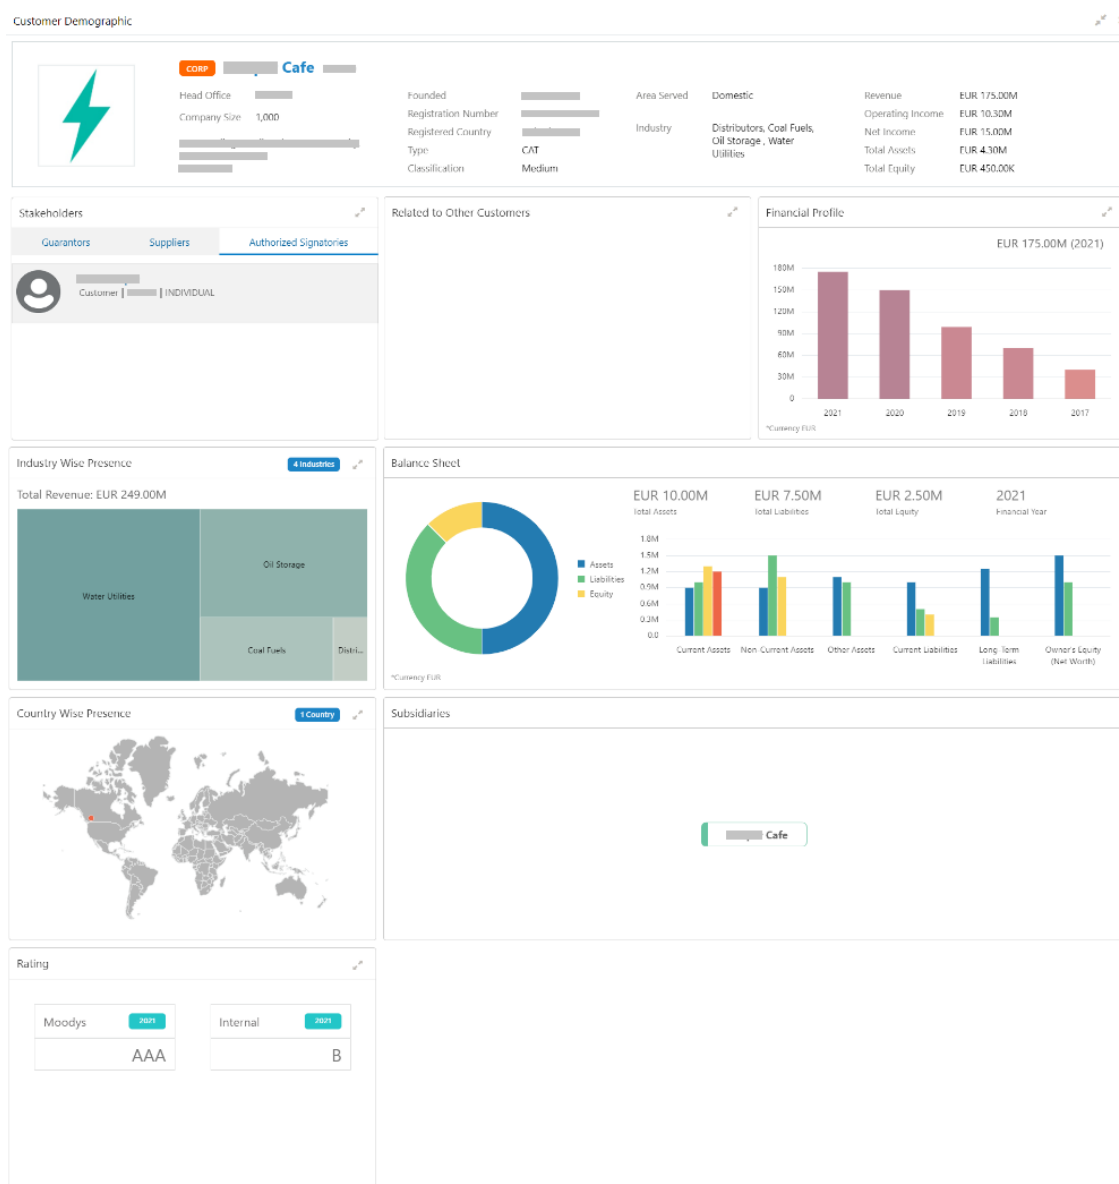 Customer Demographic
CORP Cafe
Head Office
Company Size 1,000
Founded
Registration Number
Registered Country
Type CAT
Classification Medium
Area Served Domestic
Industry Distributors, Coal Fuels,
Oil Storage , Water
Utilities
Revenue EUR 175.00M
Operating Income EUR 10.30M
Net Income EUR 15.00M
Total Assets EUR 4.30M
Total Equity EUR 450.00K
Stakeholders
Guarantors Suppliers Authorized Signatories
Customer | | INDIVIDUAL
Related to Other Customers
Financial Profile
EUR 175.00M (2021)
180M
150M
120M
90M
60M
30M
0
2021 2020 2019 2018 2017
*Currency EUR
Industry Wise Presence 4 Industries
Total Revenue: EUR 249.00M
Water Utilities
Oil Storage
Coal Fuels
Distri...
Balance Sheet
EUR 10.00M EUR 7.50M EUR 2.50M 2021
Total Assets Total Liabilities Total Equity Financial Year
Assets
Liabilities
Equity
1.8M
1.5M
1.2M
0.9M
0.6M
0.3M
0.0
Current Assets Non-Current Assets Other Assets Current Liabilities Long-Term Owner's Equity
Liabilities (Net Worth)
*Currency EUR
Country Wise Presence 1 Country
Subsidiaries
Cafe
Rating
Moodys 2021
AAA
Internal 2021
B